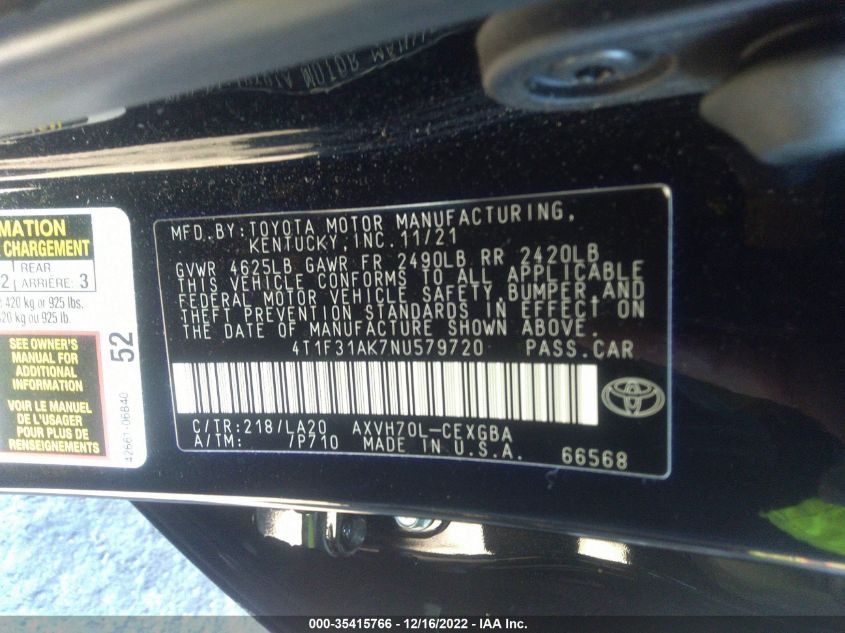 MATION
CHARGEMENT
REAR
2 ARRIÈRE: 3
420 kg or 925 lbs.
420 kg ou 925 lb.
SEE OWNER'S
MANUAL FOR
ADDITIONAL
INFORMATION
VOIR LE MANUEL
DE L'USAGER
POUR PLUS DE
RENSEIGNEMENTS
52
42661-06B40
MFD. BY: TOYOTA MOTOR MANUFACTURING,
KENTUCKY, INC. 11/21
GVWR 4625LB GAWR FR 2490LB RR 2420LB
THIS VEHICLE CONFORMS TO ALL APPLICABLE
FEDERAL MOTOR VEHICLE SAFETY, BUMPER, AND
THEFT PREVENTION STANDARDS IN EFFECT ON
THE DATE OF MANUFACTURE SHOWN ABOVE.
4T1F31AK7NU579720 PASS. CAR
C/TR: 218/LA20 AXVH70L-CEXGBA
A/TM: /P710 MADE IN U.S.A. 66568
000-35415766 - 12/16/2022 - IAA Inc.